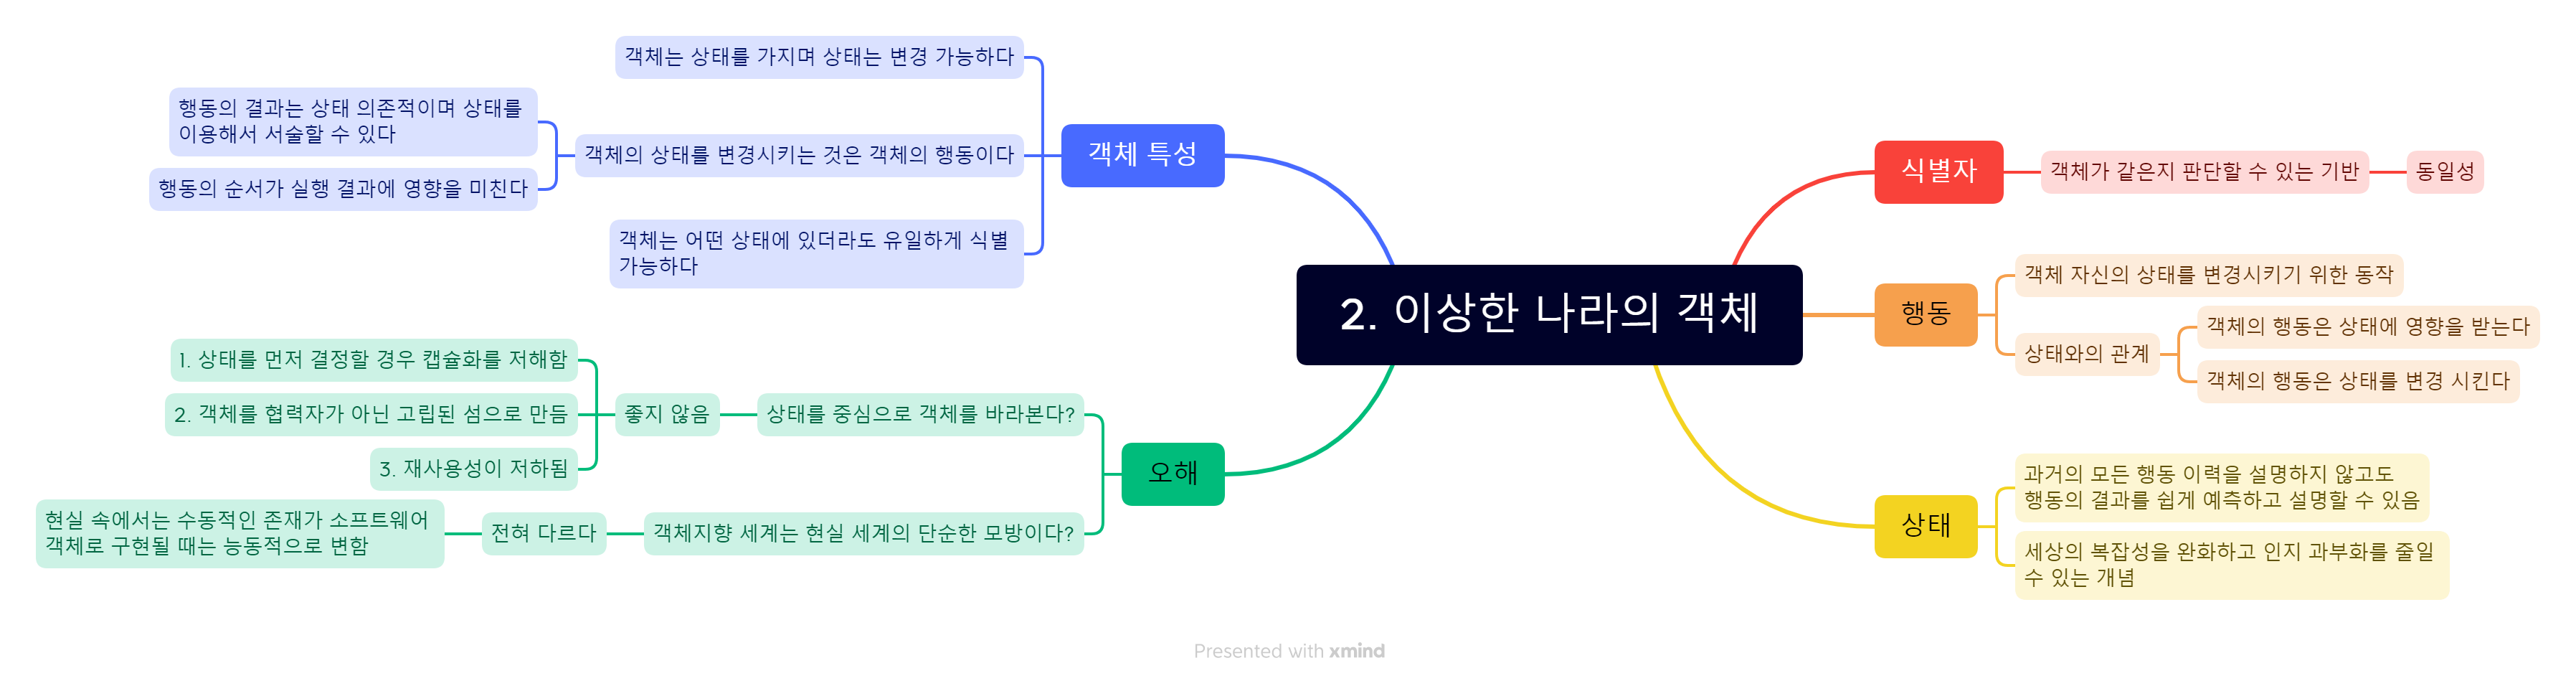 2. 이상한 나라의 객체
식별자
객체가 같은지 판단할 수 있는 기반
동일성
행동
객체 자신의 상태를 변경시키기 위한 동작
상태와의 관계
객체의 행동은 상태에 영향을 받는다
객체의 행동은 상태를 변경 시킨다
상태
과거의 모든 행동 이력을 설명하지 않고도
행동의 결과를 쉽게 예측하고 설명할 수 있음
세상의 복잡성을 완화하고 인지 과부화를 줄일
수 있는 개념
객체 특성
객체는 상태를 가지며 상태는 변경 가능하다
객체의 상태를 변경시키는 것은 객체의 행동이다
행동의 결과는 상태 의존적이며 상태를
이용해서 서술할 수 있다
행동의 순서가 실행 결과에 영향을 미친다
객체는 어떤 상태에 있더라도 유일하게 식별
가능하다
오해
상태를 중심으로 객체를 바라본다?
좋지 않음
1. 상태를 먼저 결정할 경우 캡슐화를 저해함
2. 객체를 협력자가 아닌 고립된 섬으로 만듬
3. 재사용성이 저하됨
객체지향 세계는 현실 세계의 단순한 모방이다?
전혀 다르다
현실 속에서는 수동적인 존재가 소프트웨어
객체로 구현될 때는 능동적으로 변함
Presented with xmind